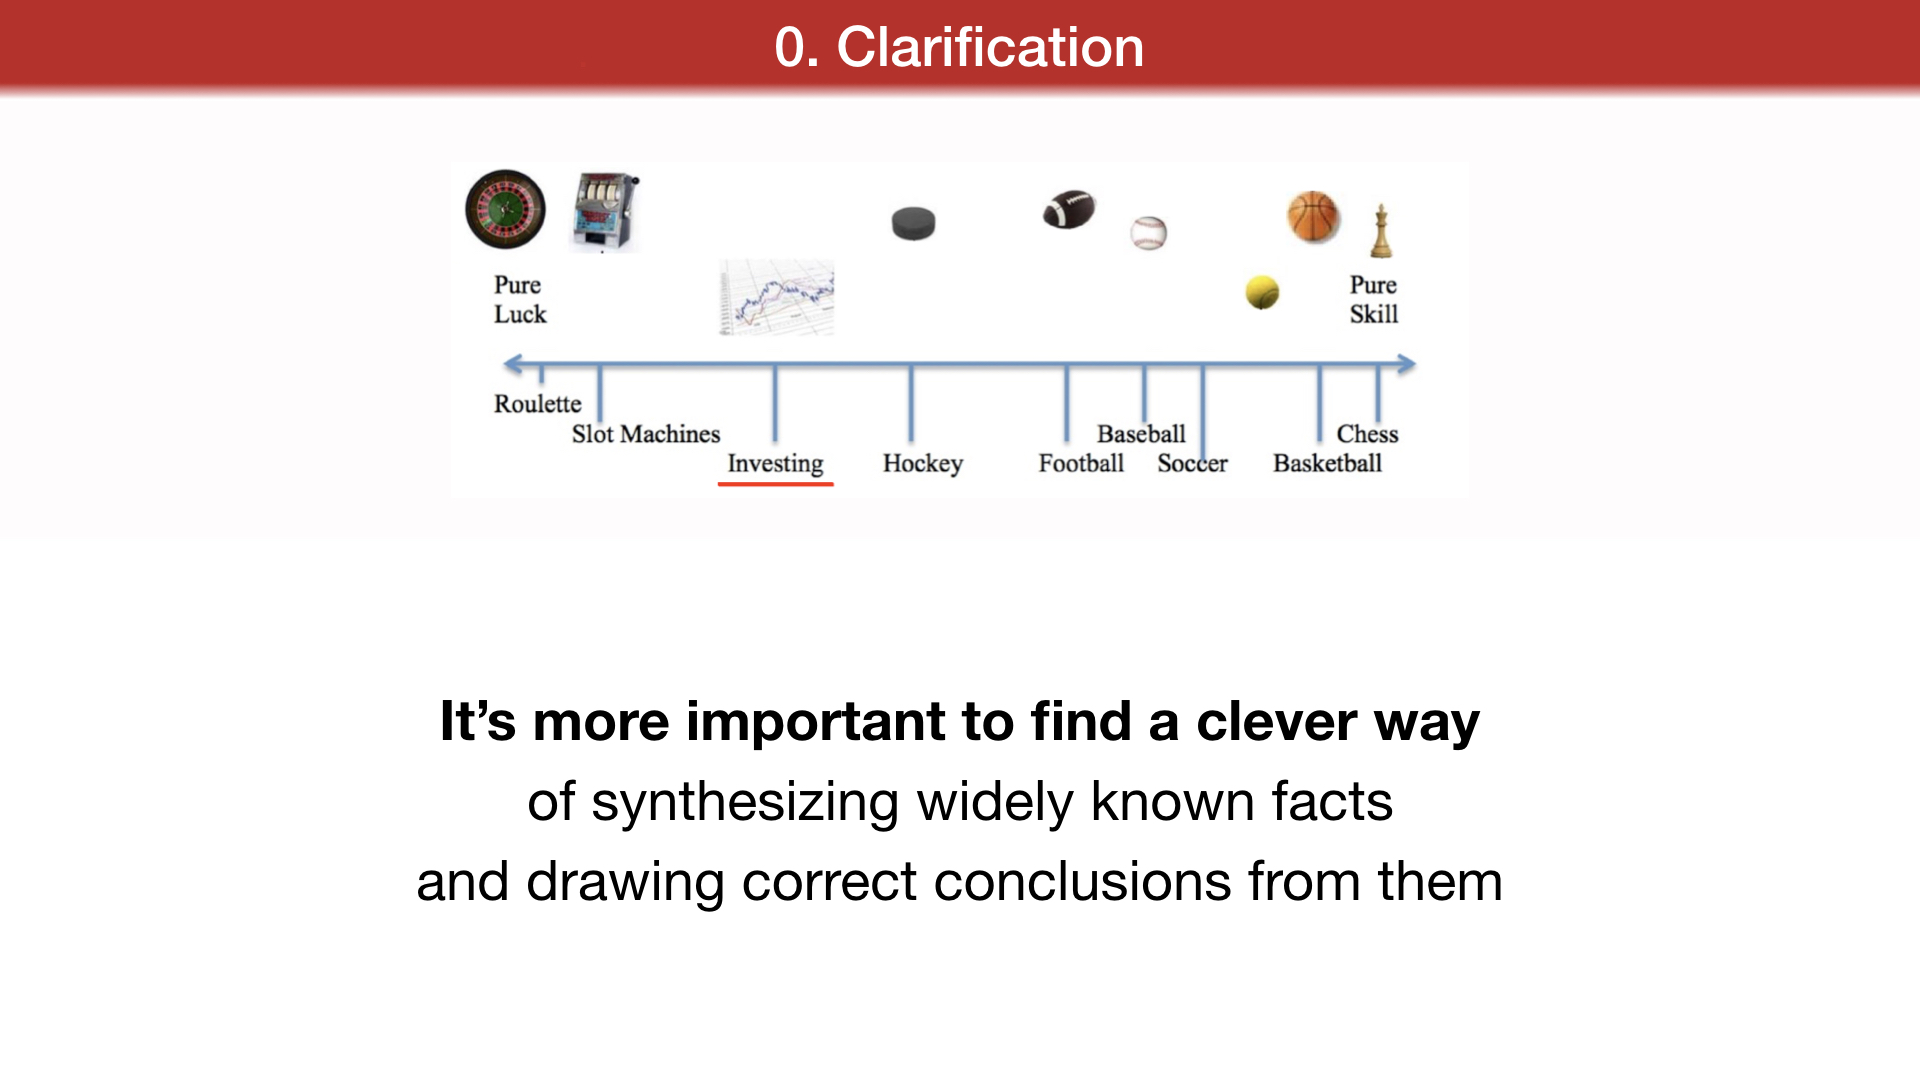 0. Clarification
Pure
Luck
Pure
Skill
Roulette
Slot Machines
Baseball
Chess
Investing
Hockey
Football
Soccer
Basketball
It’s more important to find a clever way
of synthesizing widely known facts
and drawing correct conclusions from them